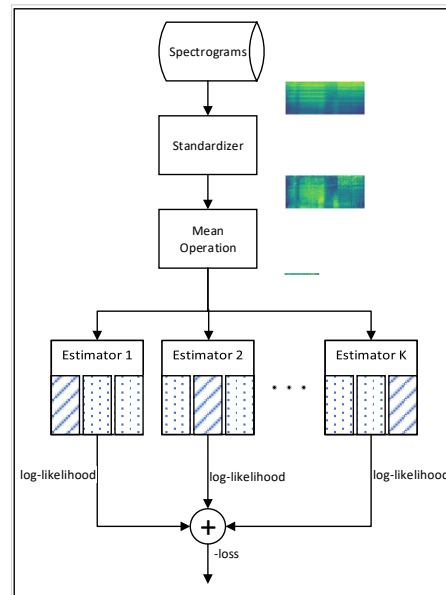 Spectrograms
Standardizer
Mean
Operation
Estimator 1
Estimator 2
Estimator K
. . .
log-likelihood
log-likelihood
log-likelihood
+
-loss